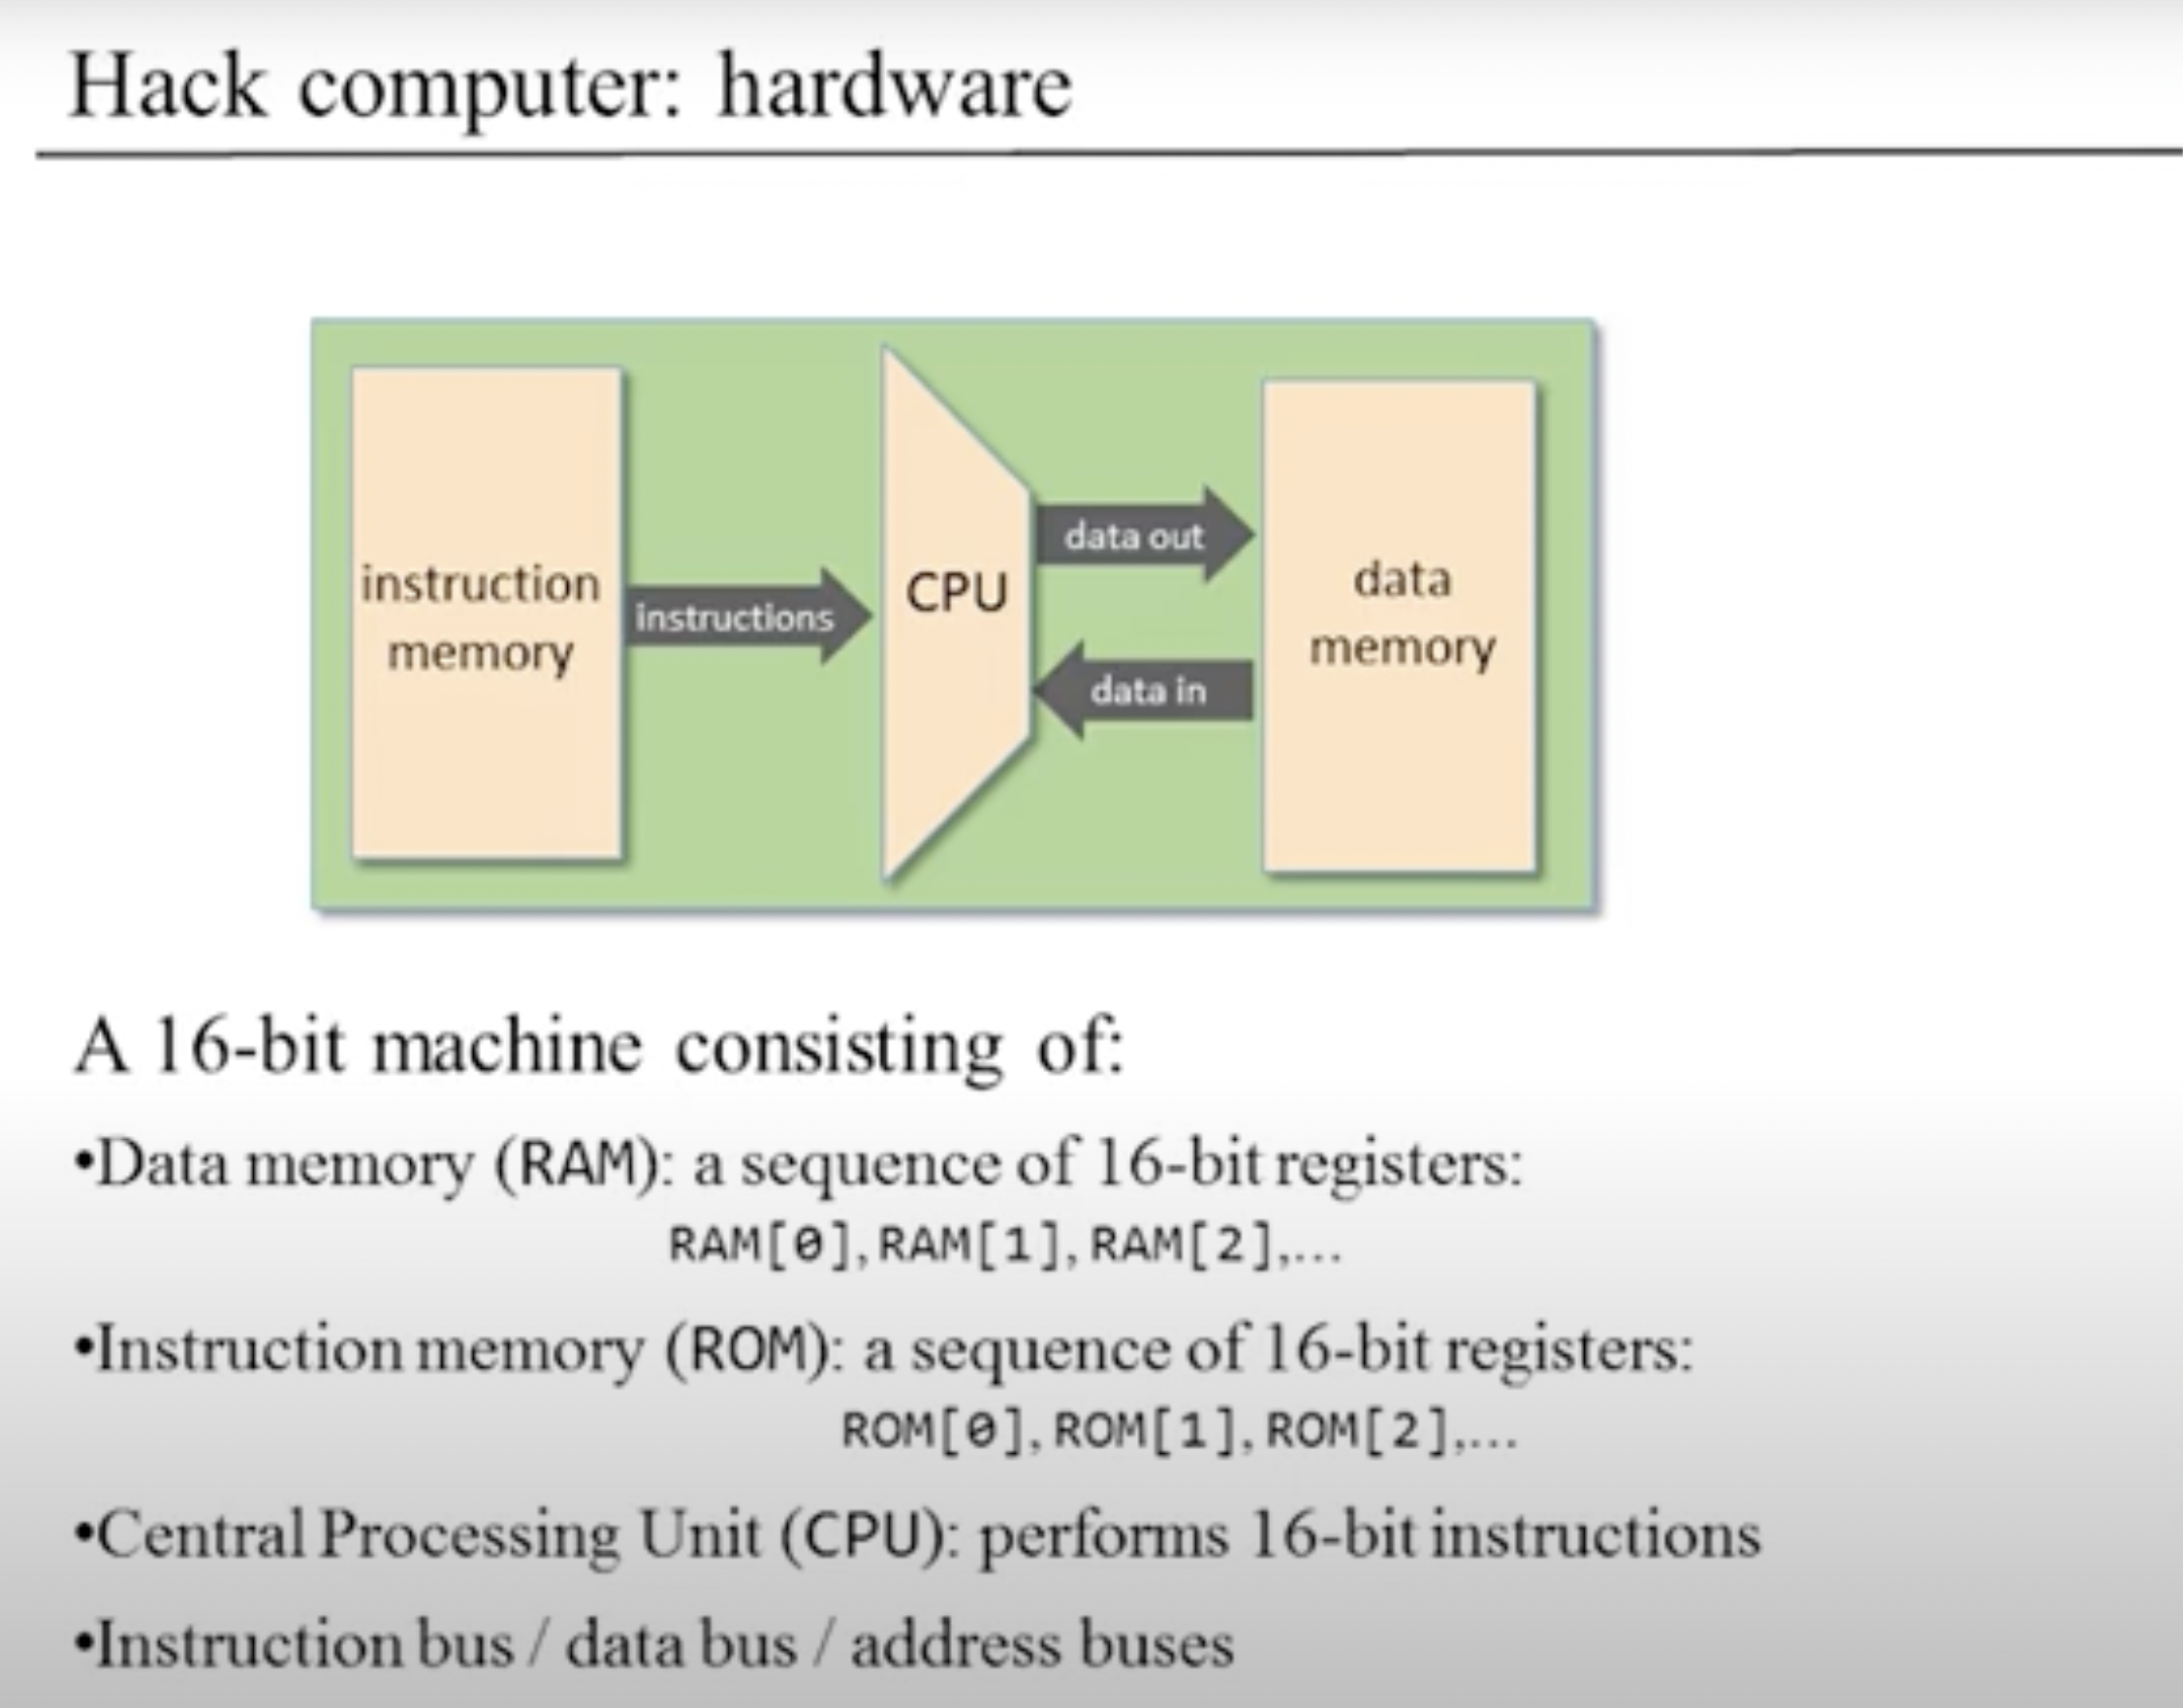 Hack computer: hardware
instruction
memory
instructions
CPU
data out
data in
data
memory
A 16-bit machine consisting of:
•Data memory (RAM): a sequence of 16-bit registers:
RAM[0], RAM[1], RAM[2],...
•Instruction memory (ROM): a sequence of 16-bit registers:
ROM[0], ROM[1], ROM[2],...
•Central Processing Unit (CPU): performs 16-bit instructions
•Instruction bus / data bus / address buses